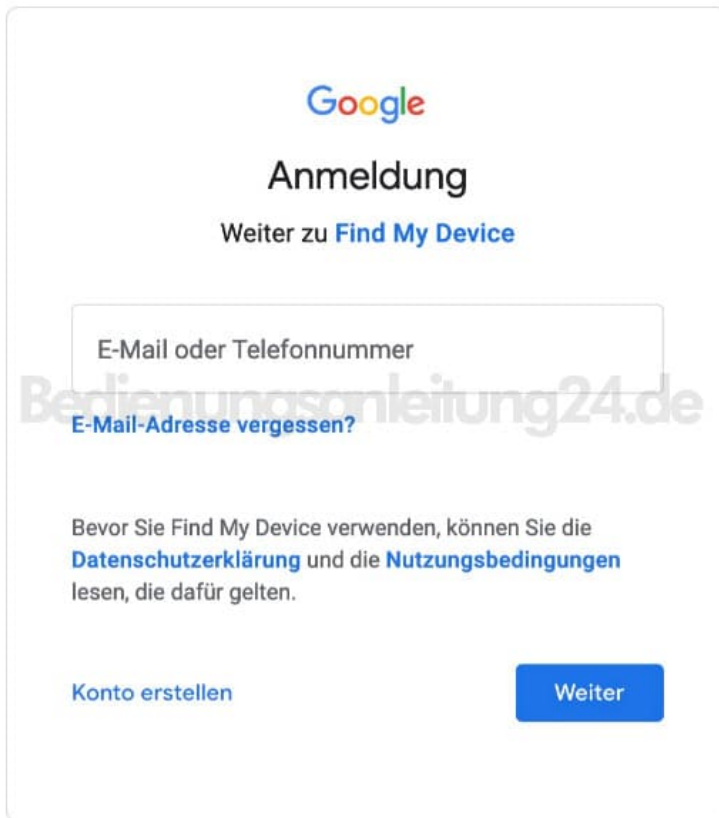 Google
Anmeldung
Weiter zu Find My Device
E-Mail oder Telefonnummer
Bedienungsanleitung24.de
E-Mail-Adresse vergessen?
Bevor Sie Find My Device verwenden, können Sie die
Datenschutzerklärung und die Nutzungsbedingungen
lesen, die dafür gelten.
Konto erstellen
Weiter